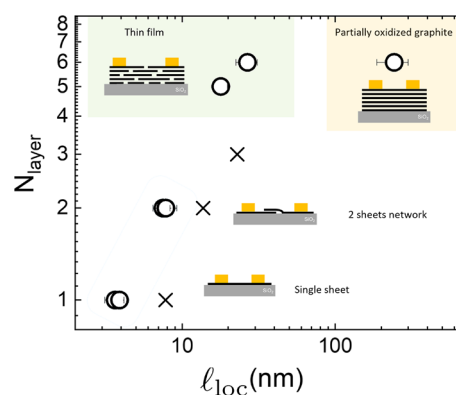 Thin film
Partially oxidized graphite
SiO₂
SiO₂
2 sheets network
SiO₂
Single sheet
SiO₂
N_layer
8
7
6
5
4
3
2
1
10
100
ℓ_loc(nm)